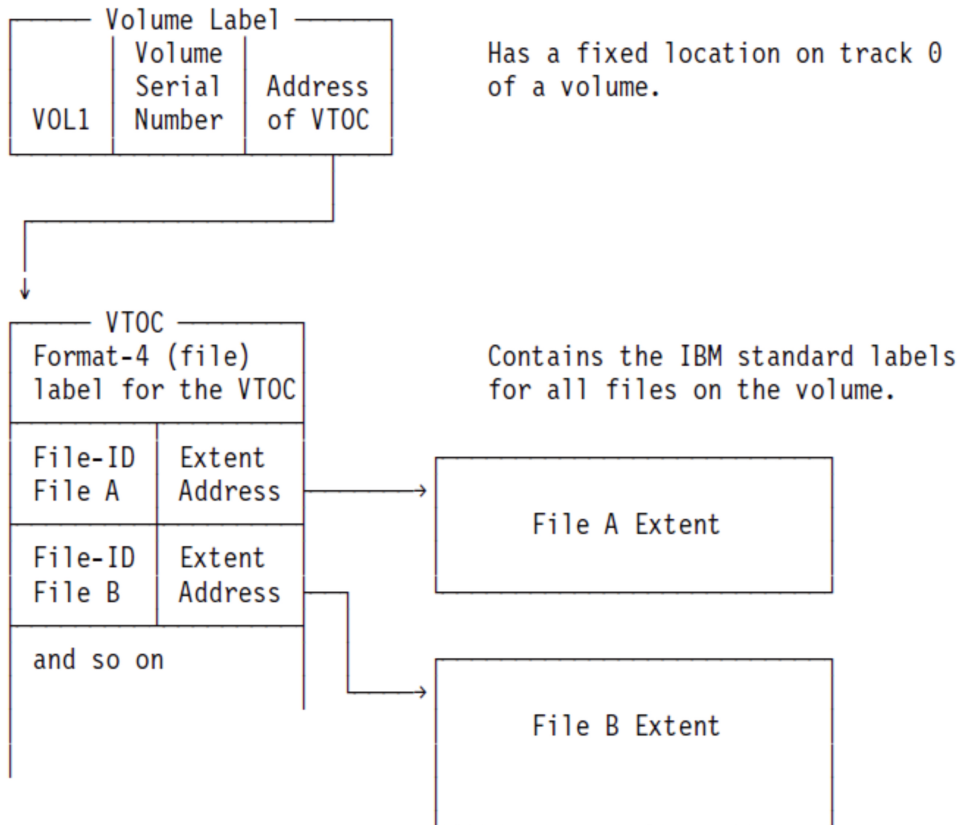 Volume Label
Volume
Has a fixed location on track 0
Serial Address
of a volume.
VOL1 Number of VTOC
VTOC
Format-4 (file)
Contains the IBM standard labels
label for the VTOC
for all files on the volume.
File-ID Extent
File A Address
File A Extent
File-ID Extent
File B Address
and so on
File B Extent